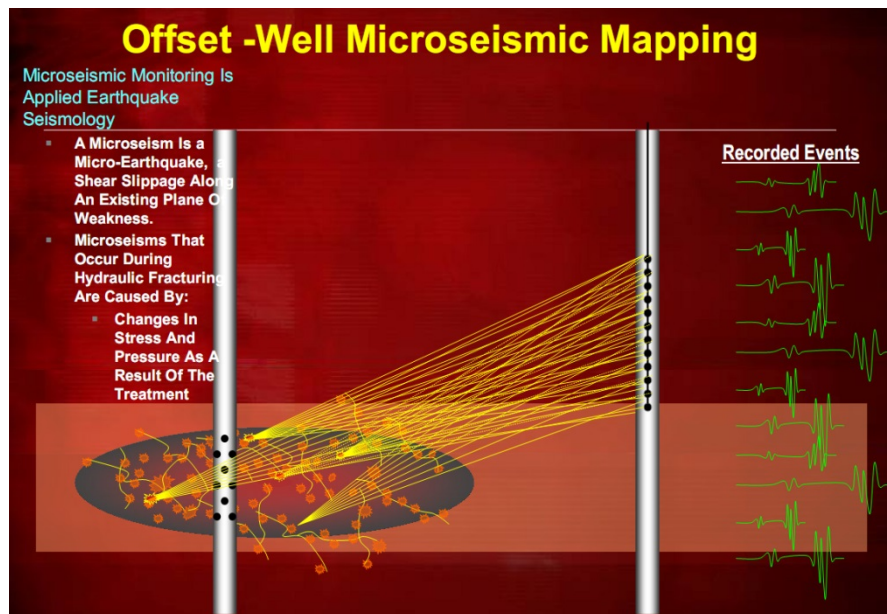 Offset -Well Microseismic Mapping
Microseismic Monitoring Is
Applied Earthquake
Seismology
A Microseism Is a
Micro-Earthquake, a
Shear Slippage Along
An Existing Plane Of
Weakness.
Microseisms That
Occur During
Hydraulic Fracturing
Are Caused By:
Changes In
Stress And
Pressure As A
Result Of The
Treatment
Recorded Events